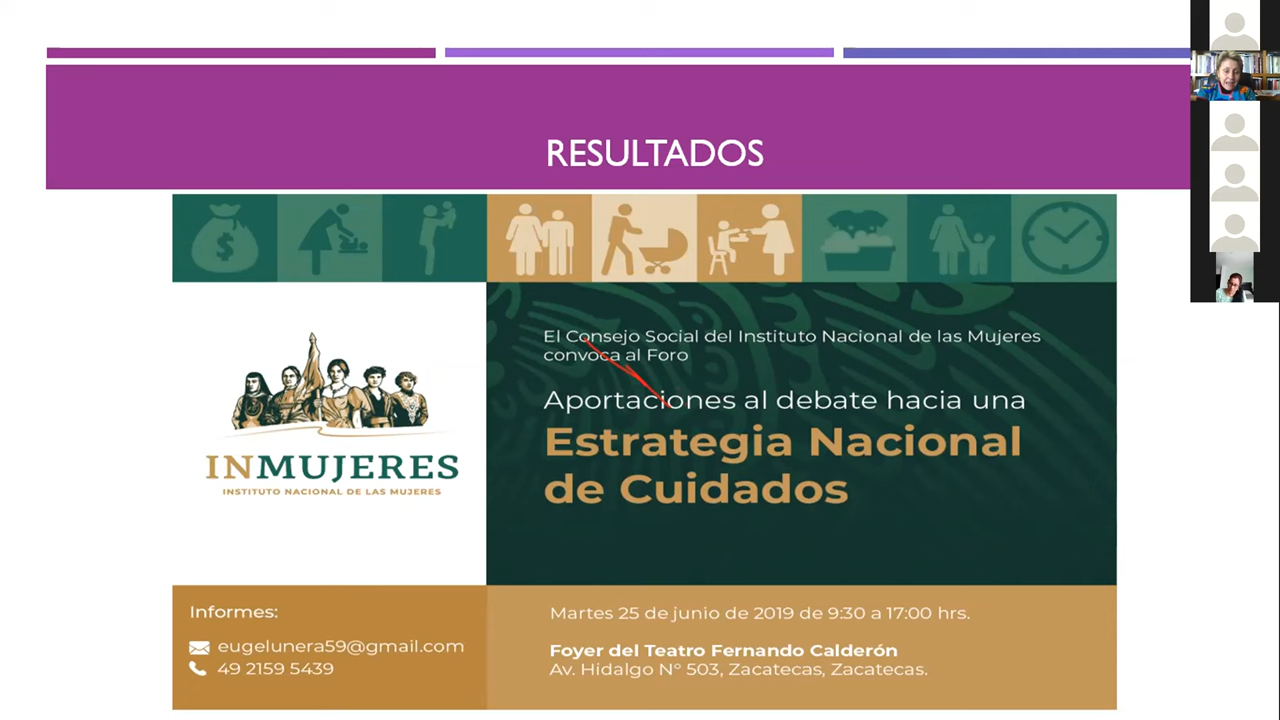 RESULTADOS
$
El Consejo Social del Instituto Nacional de las Mujeres
convoca al Foro
Aportaciones al debate hacia una
Estrategia Nacional
de Cuidados
INMUJERES
INSTITUTO NACIONAL DE LAS MUJERES
Informes:
eugelunera59@gmail.com
49 2159 5439
Martes 25 de junio de 2019 de 9:30 a 17:00 hrs.
Foyer del Teatro Fernando Calderón
Av. Hidalgo N° 503, Zacatecas, Zacatecas.